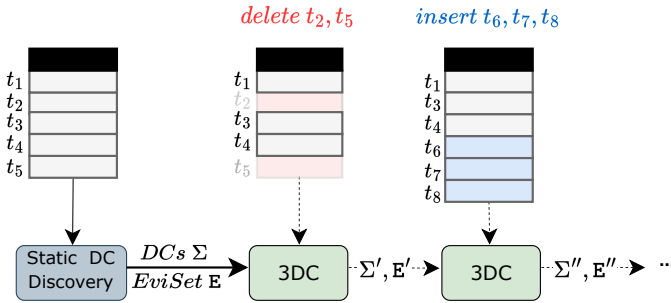 delete t₂, t₅
insert t₆, t₇, t₈
t₁
t₂
t₃
t₄
t₅
t₁
t₂
t₃
t₄
t₅
t₁
t₃
t₄
t₆
t₇
t₈
Static DC
Discovery
DCs Σ
EviSet E
3DC
Σ′, E′
3DC
Σ″, E″
..